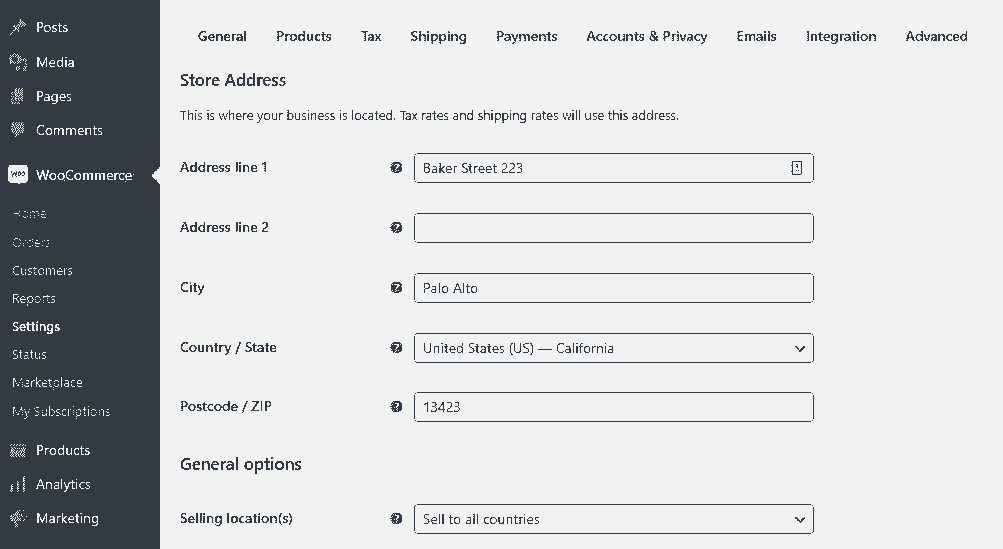 Posts
Media
Pages
Comments
Woo WooCommerce
Home
Orders
Customers
Reports
Settings
Status
Marketplace
My Subscriptions
Products
Analytics
Marketing
General Products Tax Shipping Payments Accounts & Privacy Emails Integration Advanced
Store Address
This is where your business is located. Tax rates and shipping rates will use this address.
Address line 1 ? Baker Street 223
Address line 2 ?
City ? Palo Alto
Country / State ? United States (US) — California
Postcode / ZIP ? 13423
General options
Selling location(s) ? Sell to all countries